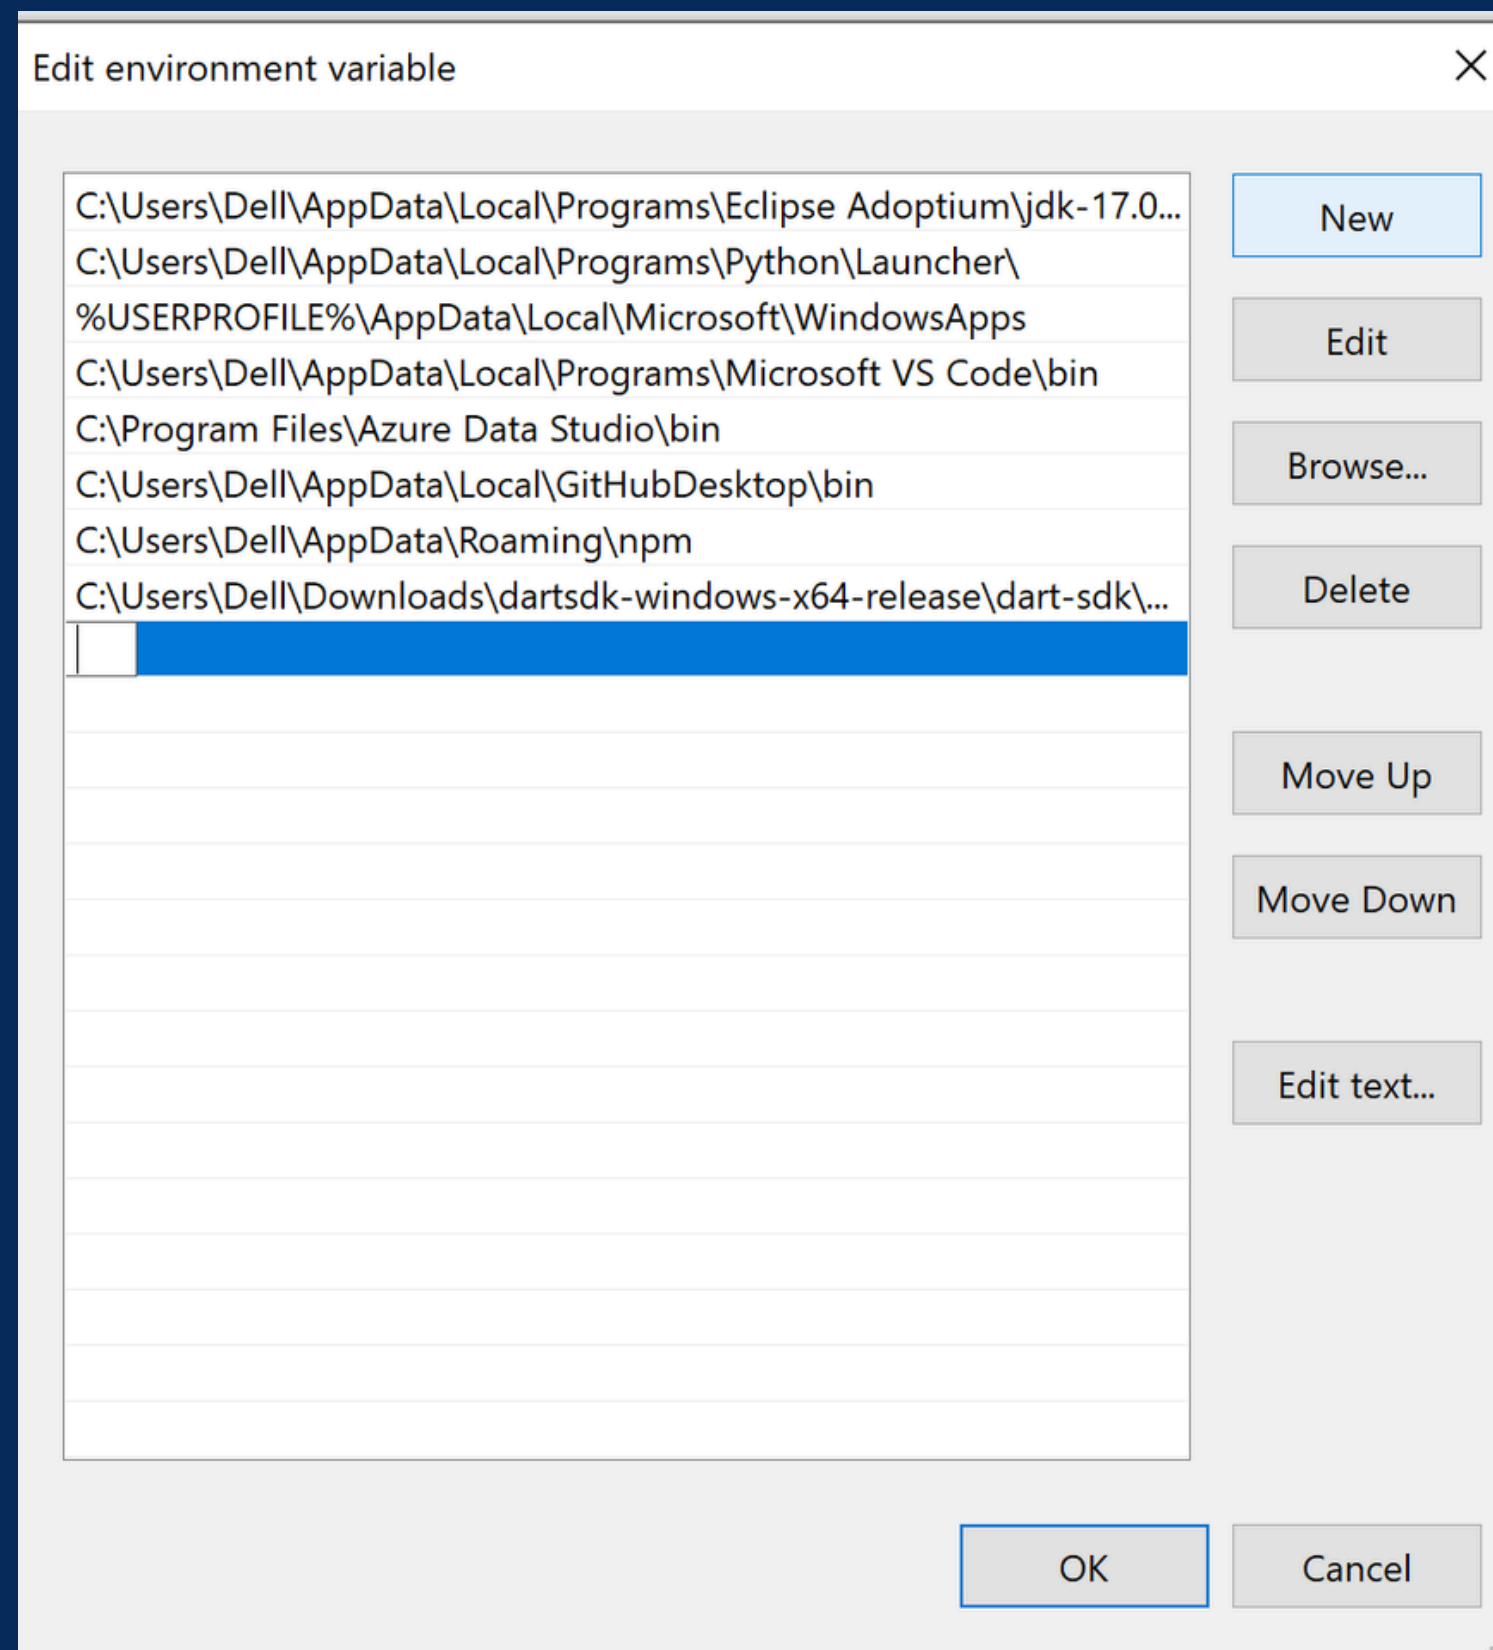 Edit environment variable
C:\Users\Dell\AppData\Local\Programs\Eclipse Adoptium\jdk-17.0...
C:\Users\Dell\AppData\Local\Programs\Python\Launcher\
%USERPROFILE%\AppData\Local\Microsoft\WindowsApps
C:\Users\Dell\AppData\Local\Programs\Microsoft VS Code\bin
C:\Program Files\Azure Data Studio\bin
C:\Users\Dell\AppData\Local\GitHubDesktop\bin
C:\Users\Dell\AppData\Roaming\npm
C:\Users\Dell\Downloads\dartsdk-windows-x64-release\dart-sdk\...
New
Edit
Browse...
Delete
Move Up
Move Down
Edit text...
OK
Cancel